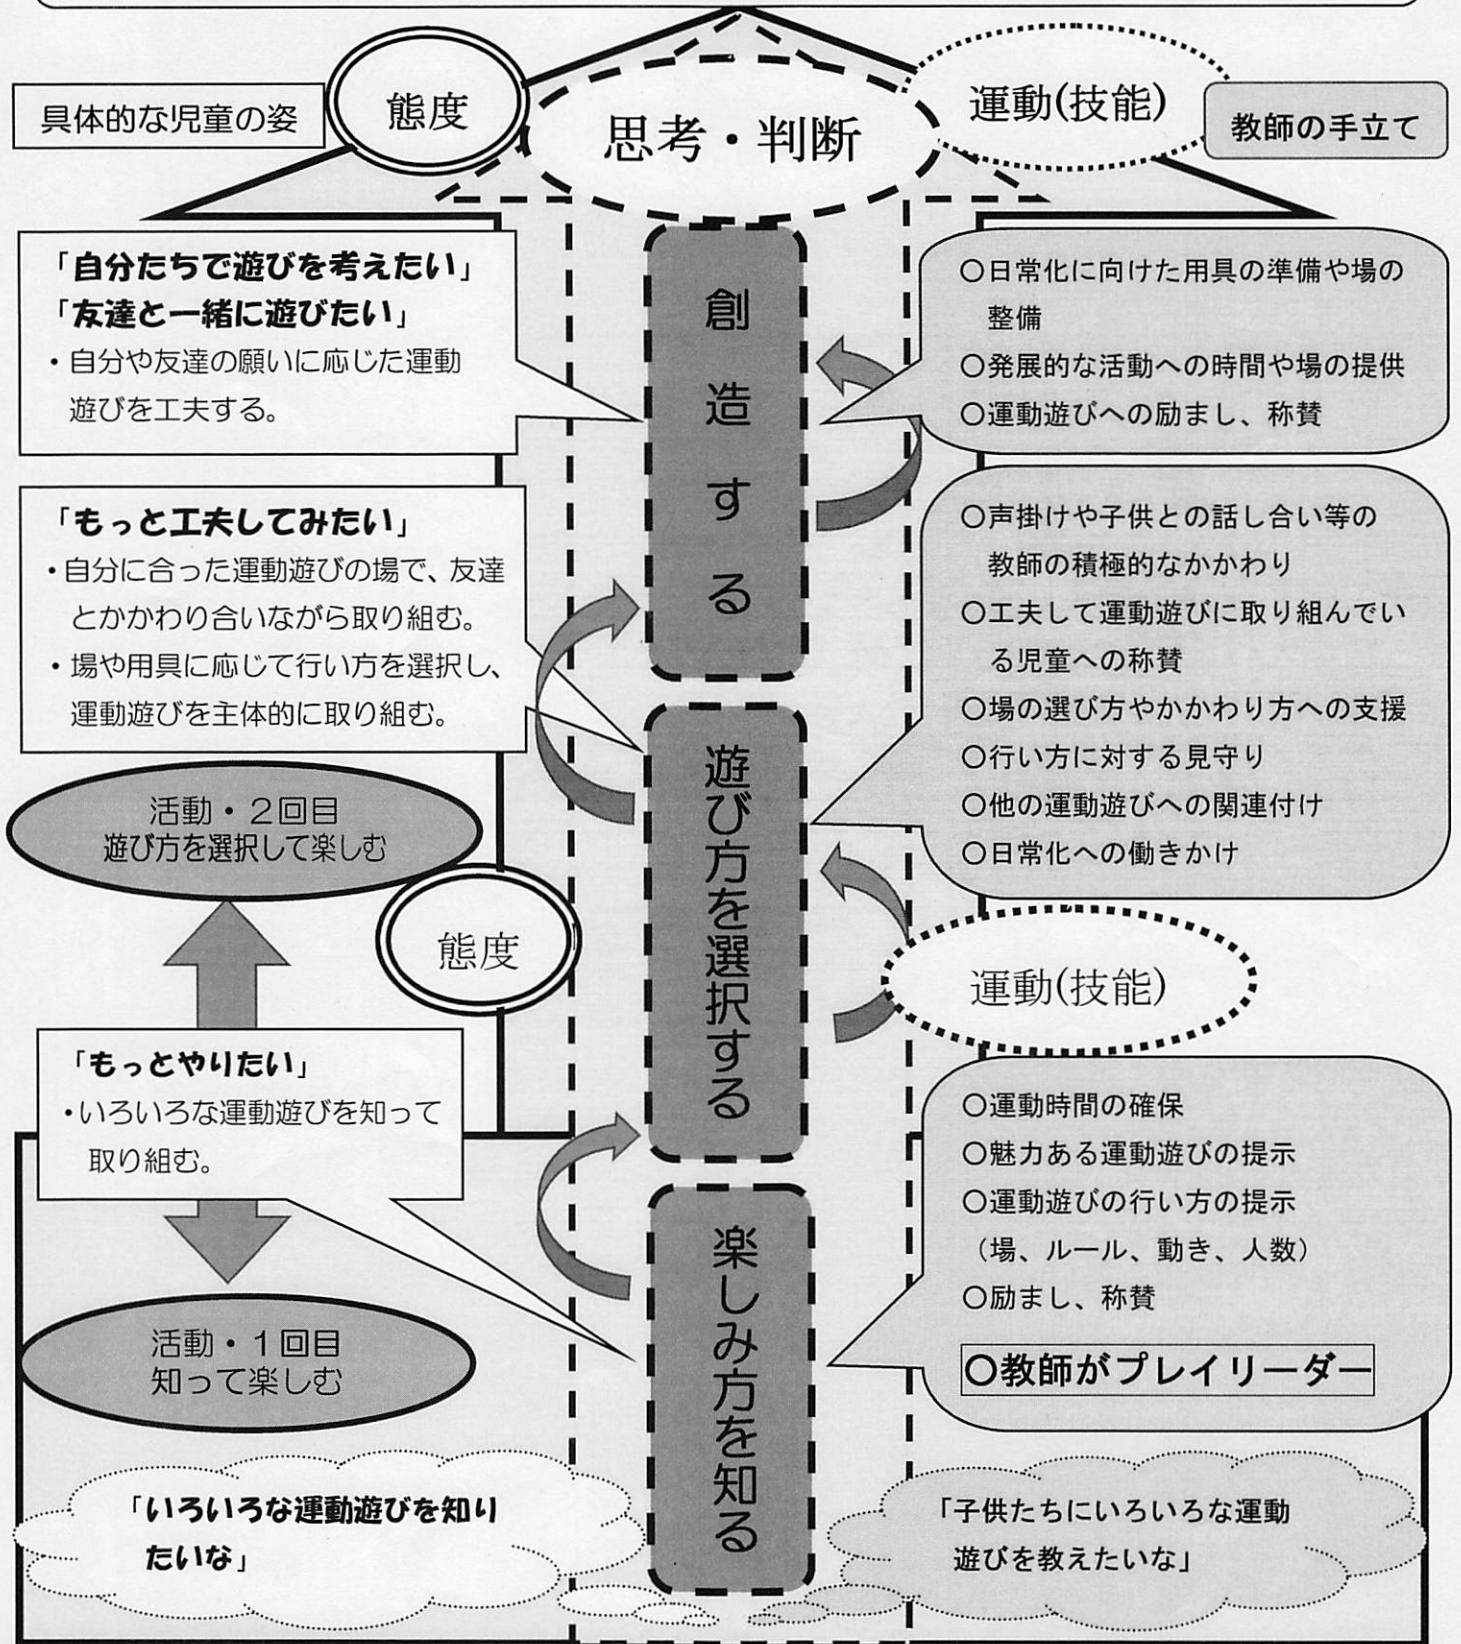 具体的な児童の姿
態度
思考・判断
運動(技能)
教師の手立て
「自分たちで遊びを考えたい」
「友達と一緒に遊びたい」
・自分や友達の願いに応じた運動
遊びを工夫する。
創造する
○日常化に向けた用具の準備や場の
整備
○発展的な活動への時間や場の提供
○運動遊びへの励まし、称賛
「もっと工夫してみたい」
・自分に合った運動遊びの場で、友達
とかかわり合いながら取り組む。
・場や用具に応じて行い方を選択し、
運動遊びを主体的に取り組む。
○声掛けや子供との話し合い等の
教師の積極的なかかわり
○工夫して運動遊びに取り組んでい
る児童への称賛
○場の選び方やかかわり方への支援
○行い方に対する見守り
○他の運動遊びへの関連付け
○日常化への働きかけ
遊び方を選択する
活動・2回目
遊び方を選択して楽しむ
態度
運動(技能)
「もっとやりたい」
・いろいろな運動遊びを知って
取り組む。
○運動時間の確保
○魅力ある運動遊びの提示
○運動遊びの行い方の提示
（場、ルール、動き、人数）
○励まし、称賛
○教師がプレイリーダー
楽しみ方を知る
活動・1回目
知って楽しむ
「いろいろな運動遊びを知り
たいな」
「子供たちにいろいろな運動
遊びを教えたいな」